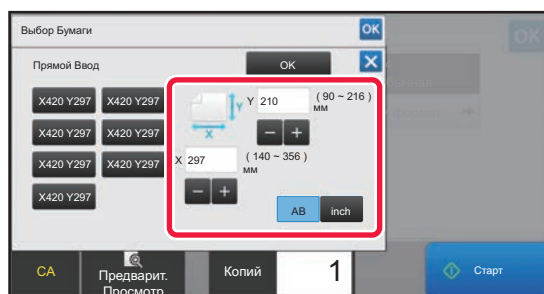 Выбор Бумаги
OK
OK
Прямой Ввод
OK
X420 Y297
X420 Y297
X420 Y297
X420 Y297
X420 Y297
X420 Y297
X420 Y297
Y
X
Y 210
( 90 ~ 216 )
мм
X 297
( 140 ~ 356 )
мм
AB
inch
CA
Предварит.
Просмотр
Копий
1
Старт